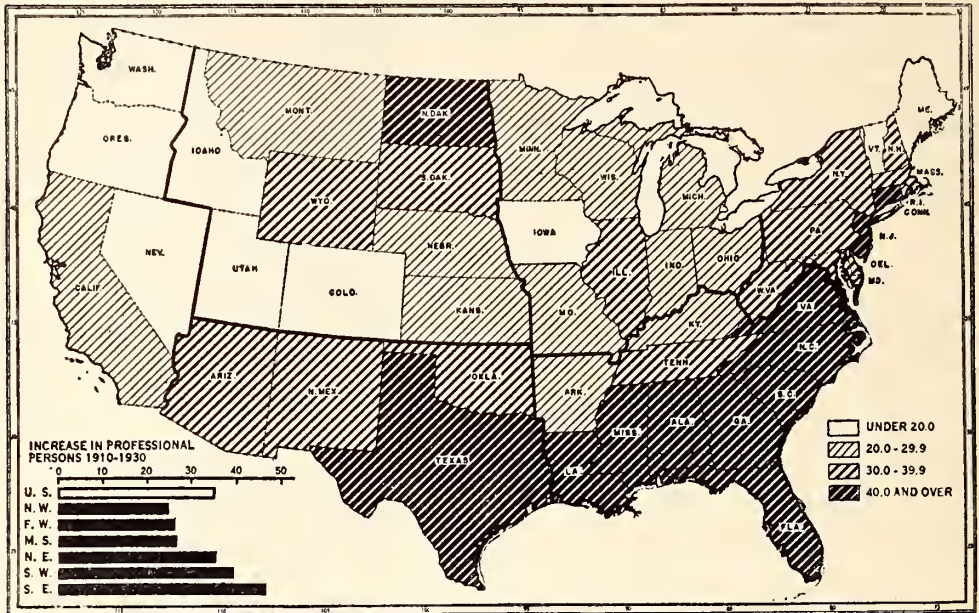 WASH.
ORES.
IDAHO
MONT.
N.DAK.
S.DAK.
WYO.
NEBR.
NEV.
UTAH
COLO.
CALIF.
KANS.
ARIZ.
N.MEX.
OKLA.
TEXAS
MINN.
WIS.
MICH.
IOWA
ILL.
IND.
OHIO
MO.
KY.
W.VA.
VA.
TENN.
N.C.
S.C.
ARK.
MISS.
ALA.
GA.
LA.
FLA.
ME.
VT.
N.H.
MASS.
R.I.
CONN.
N.Y.
PA.
N.J.
DEL.
MD.
INCREASE IN PROFESSIONAL
PERSONS 1910-1930
0 10 20 30 40 50
U. S.
N. W.
F. W.
M. S.
N. E.
S. W.
S. E.
UNDER 20.0
20.0 - 29.9
30.0 - 39.9
40.0 AND OVER